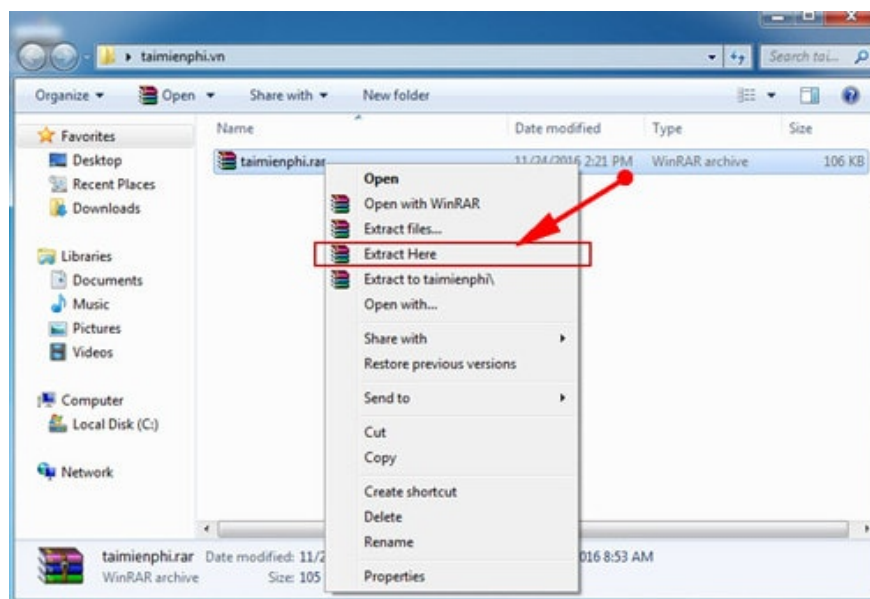 taimienphi.vn
Search tai...
Organize
Open
Share with
New folder
Name
Date modified
Type
Size
Favorites
Desktop
Recent Places
Downloads
Libraries
Documents
Music
Pictures
Videos
Computer
Local Disk (C:)
Network
taimienphi.rar
11/24/2016 2:21 PM
WinRAR archive
106 KB
Open
Open with WinRAR
Extract files...
Extract Here
Extract to taimienphi\
Open with...
Share with
Restore previous versions
Send to
Cut
Copy
Create shortcut
Delete
Rename
Properties
taimienphi.rar Date modified: 11/2
016 8:53 AM
WinRAR archive
Size: 105